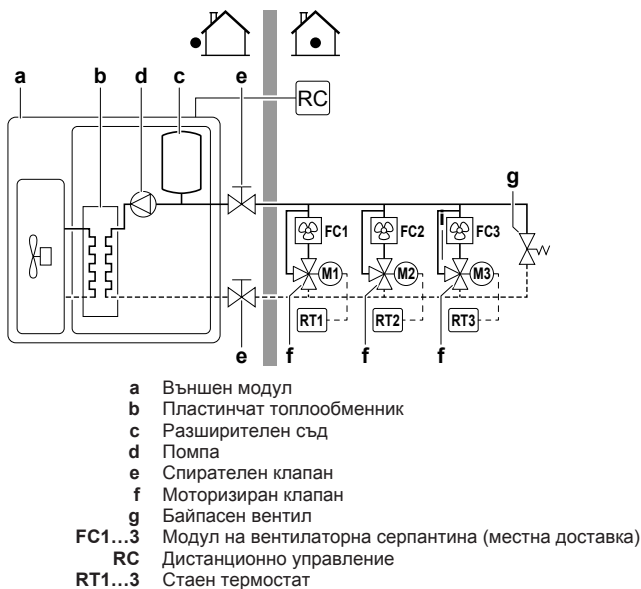 a
b
d
c
e
RC
g
FC1
FC2
FC3
M1
M2
M3
RT1
RT2
RT3
e
f
f
f
a Външен модул
b Пластинчат топлообменник
c Разширителен съд
d Помпа
e Спирателен клапан
f Моторизиран клапан
g Байпасен вентил
FC1…3 Модул на вентилаторна серпантина (местна доставка)
RC Дистанционно управление
RT1…3 Стаен термостат